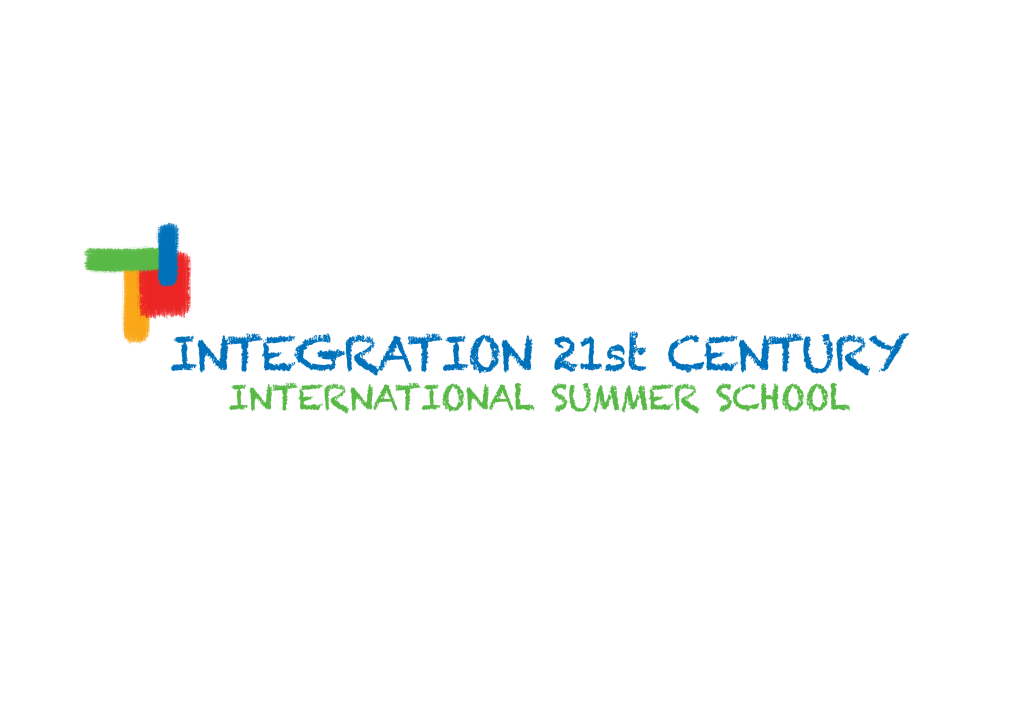 INTEGRATION 21st CENTURY
INTERNATIONAL SUMMER SCHOOL